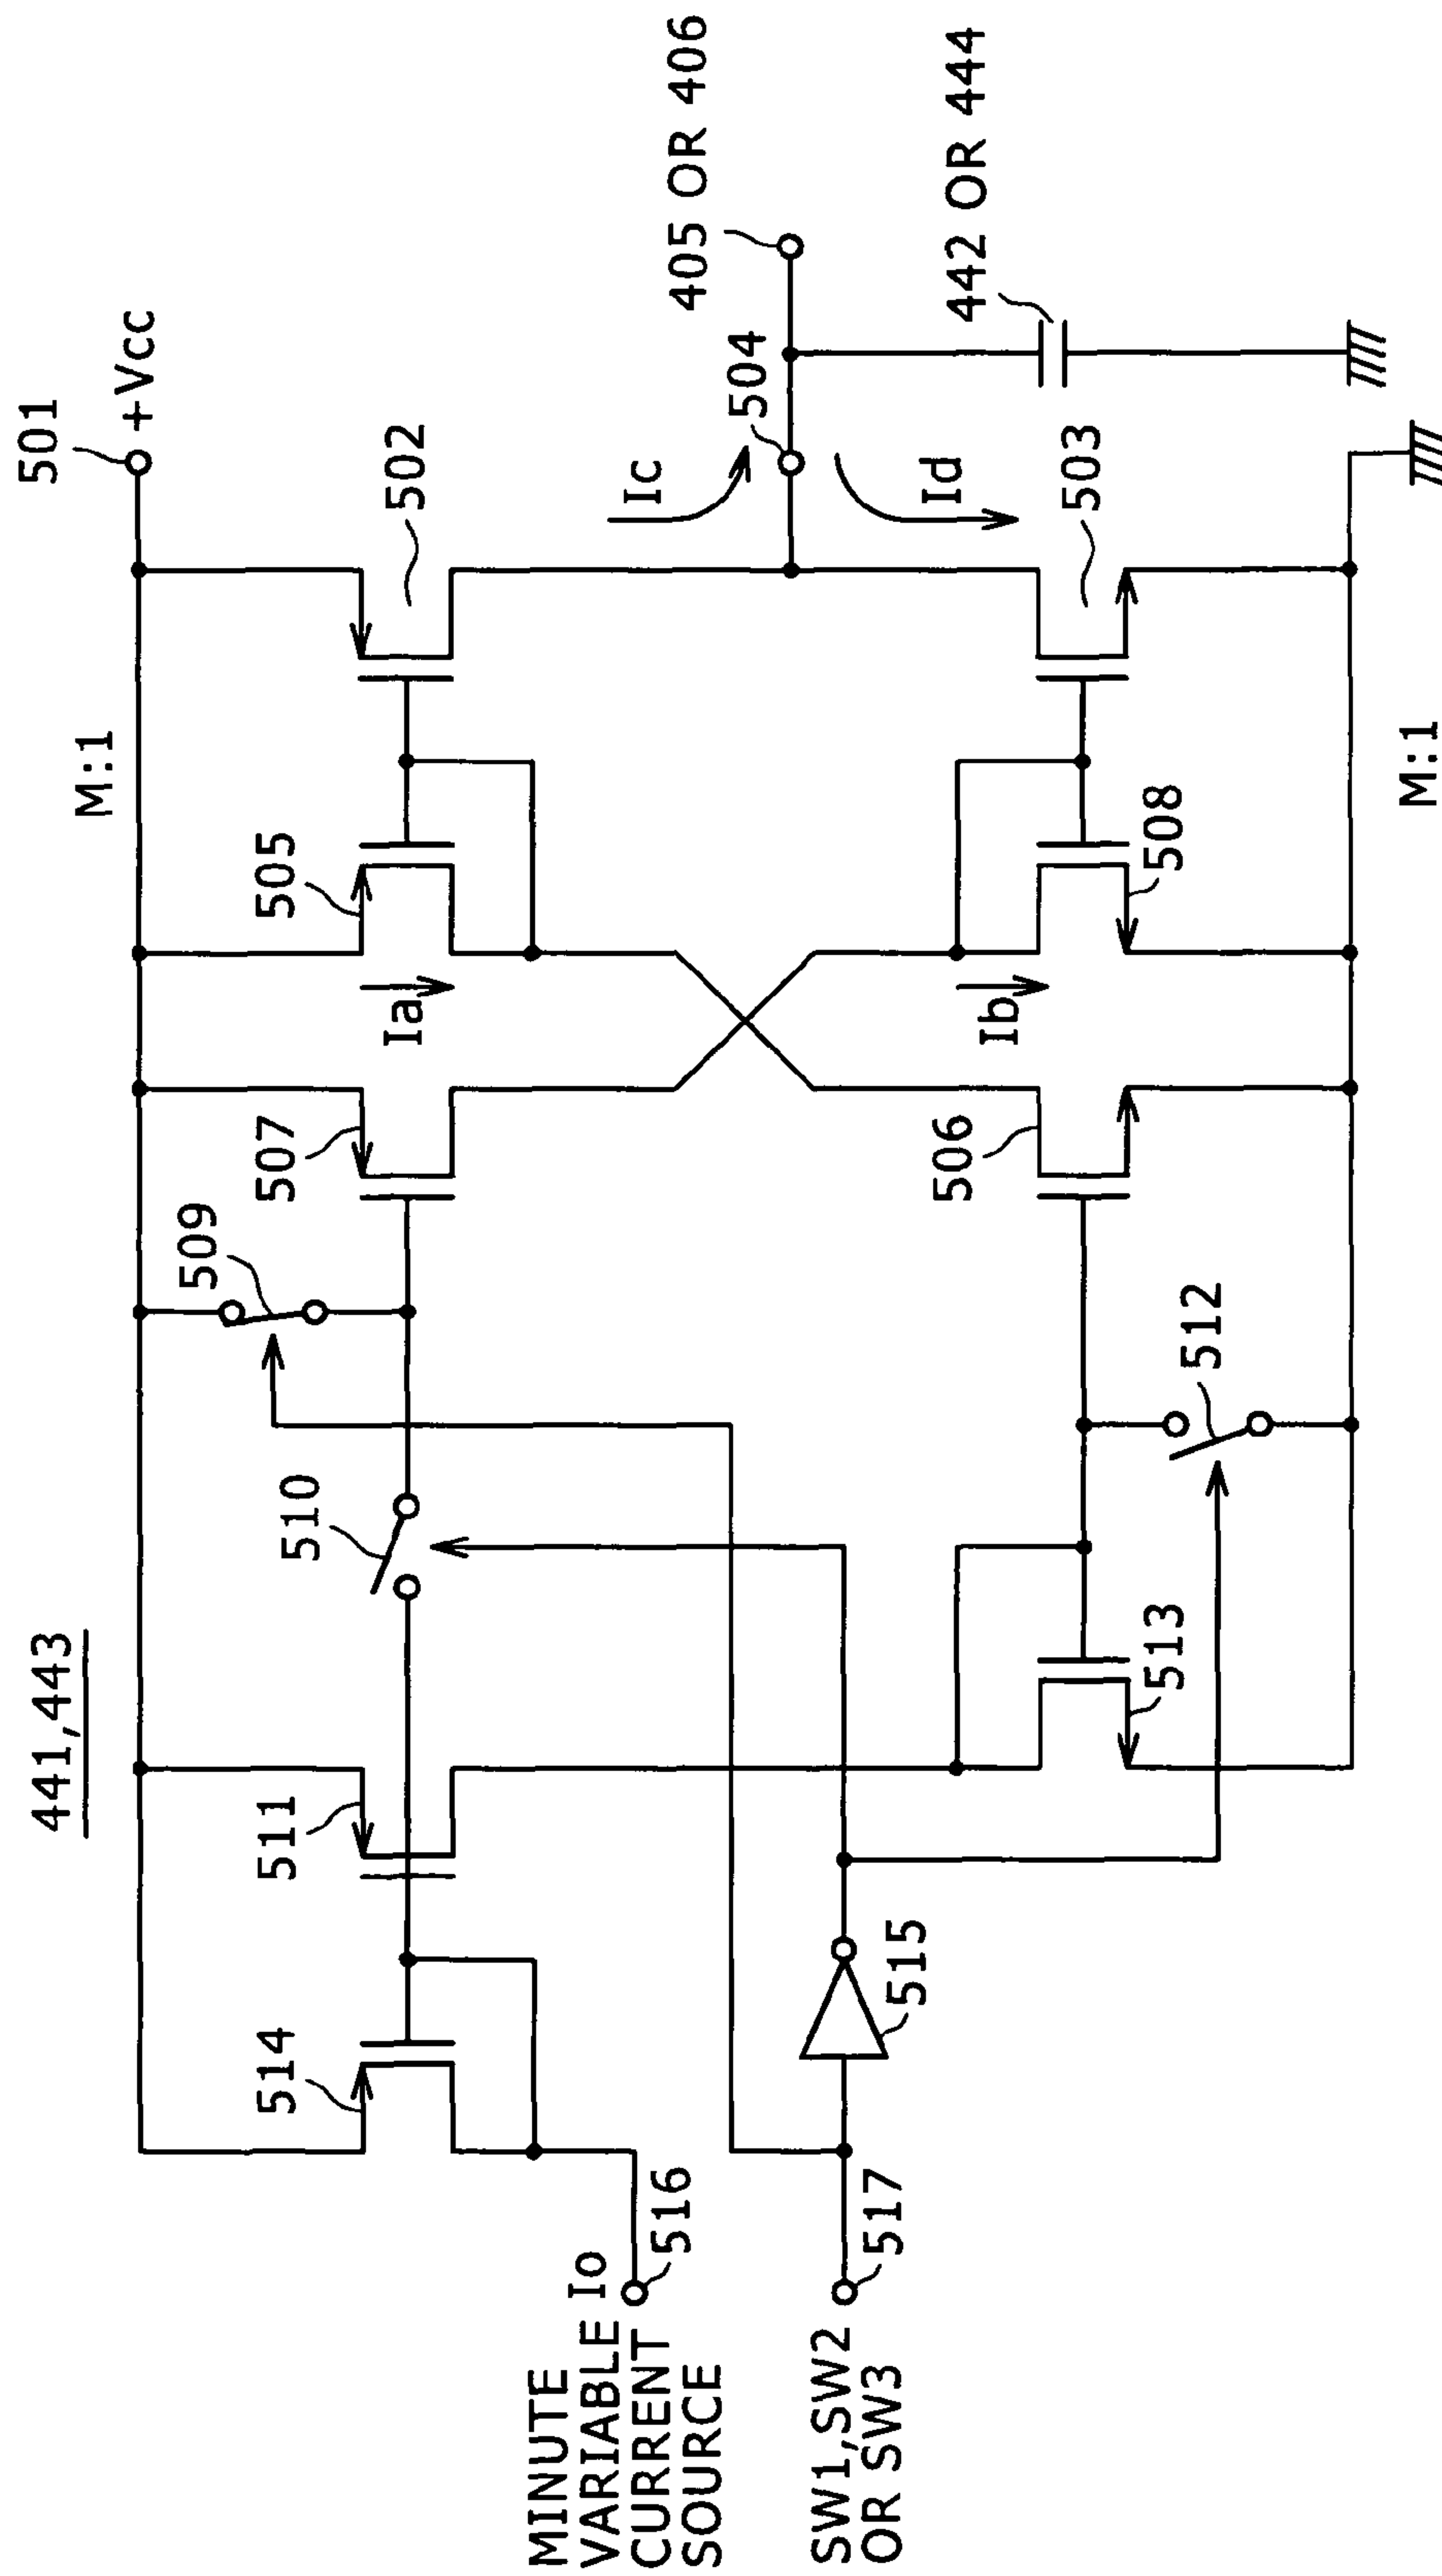 441,443
501
+Vcc
M:1
514
511
510
509
507
505
502
Ia
Ic
504
405 OR 406
MINUTE
VARIABLE Io
CURRENT
SOURCE
516
SW1,SW2
OR SW3
517
515
513
512
506
Ib
508
Id
503
442 OR 444
M:1